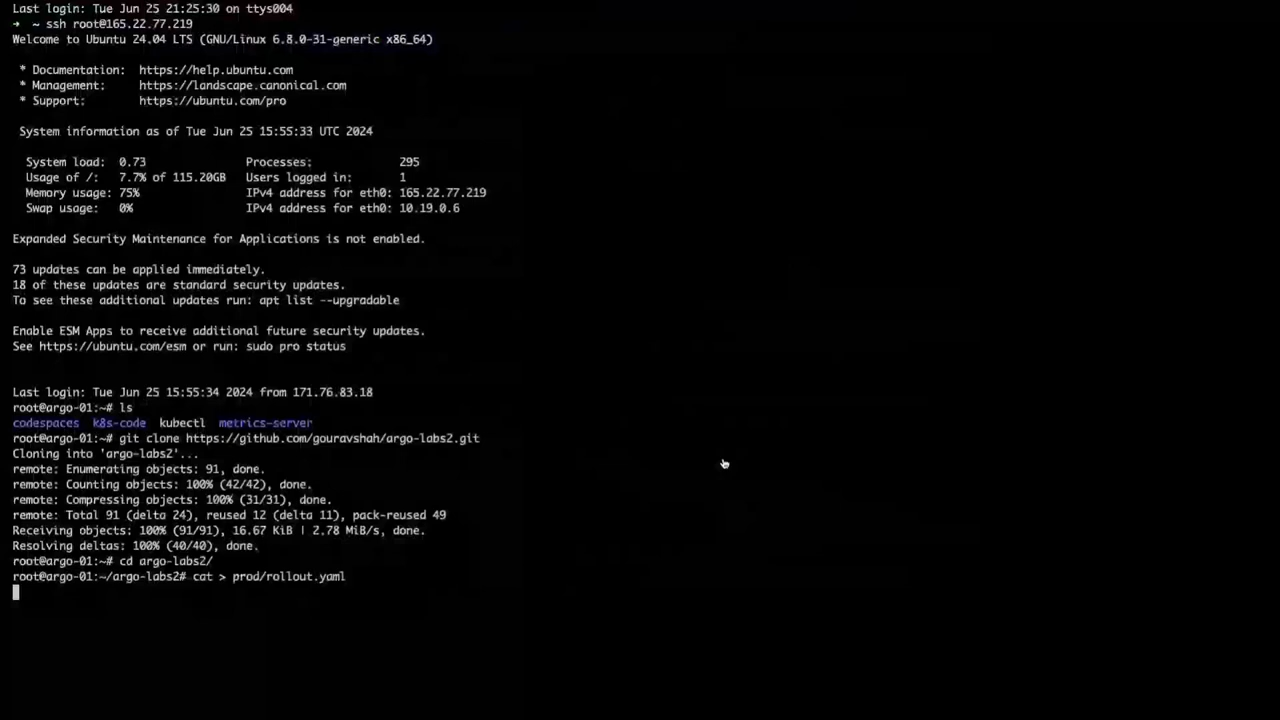 Last login: Tue Jun 25 21:25:30 on ttys004
→ ~ ssh root@165.22.77.219
Welcome to Ubuntu 24.04 LTS (GNU/Linux 6.8.0-31-generic x86_64)
* Documentation: https://help.ubuntu.com
* Management: https://landscape.canonical.com
* Support: https://ubuntu.com/pro
System information as of Tue Jun 25 15:55:33 UTC 2024
System load: 0.73 Processes: 295
Usage of /: 7.7% of 115.20GB Users logged in: 1
Memory usage: 75% IPv4 address for eth0: 165.22.77.219
Swap usage: 0% IPv4 address for eth0: 10.19.0.6
Expanded Security Maintenance for Applications is not enabled.
73 updates can be applied immediately.
18 of these updates are standard security updates.
To see these additional updates run: apt list --upgradable
Enable ESM Apps to receive additional future security updates.
See https://ubuntu.com/esm or run: sudo pro status
Last login: Tue Jun 25 15:55:34 2024 from 171.76.83.18
root@argo-01:~# ls
codespaces k8s-code kubectl metrics-server
root@argo-01:~# git clone https://github.com/gouravshah/argo-labs2.git
Cloning into 'argo-labs2'...
remote: Enumerating objects: 91, done.
remote: Counting objects: 100% (42/42), done.
remote: Compressing objects: 100% (31/31), done.
remote: Total 91 (delta 24), reused 12 (delta 11), pack-reused 49
Receiving objects: 100% (91/91), 16.67 KiB | 2.78 MiB/s, done.
Resolving deltas: 100% (40/40), done.
root@argo-01:~# cd argo-labs2/
root@argo-01:~/argo-labs2# cat > prod/rollout.yaml